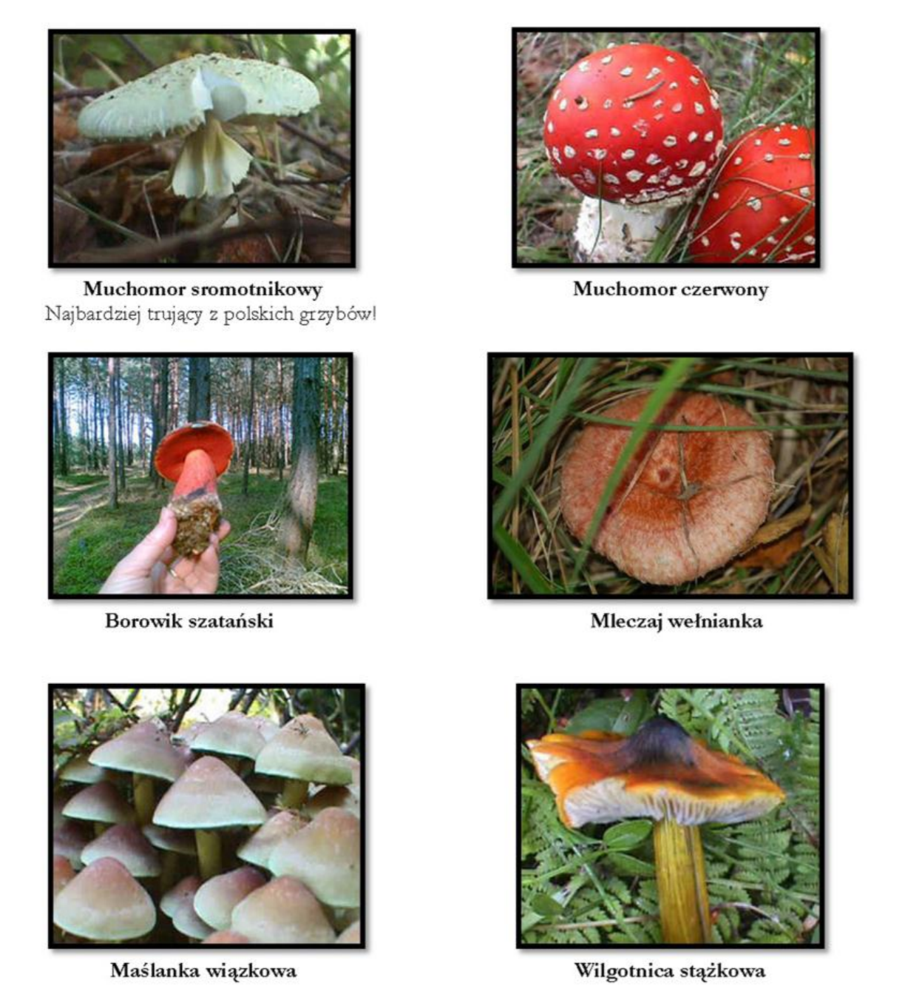 Muchomor sromotnikowy
Najbardziej trujący z polskich grzybów!
Muchomor czerwony
Borowik szatański
Mleczaj wełnianka
Maślanka wiązkowa
Wilgotnica stążkowa